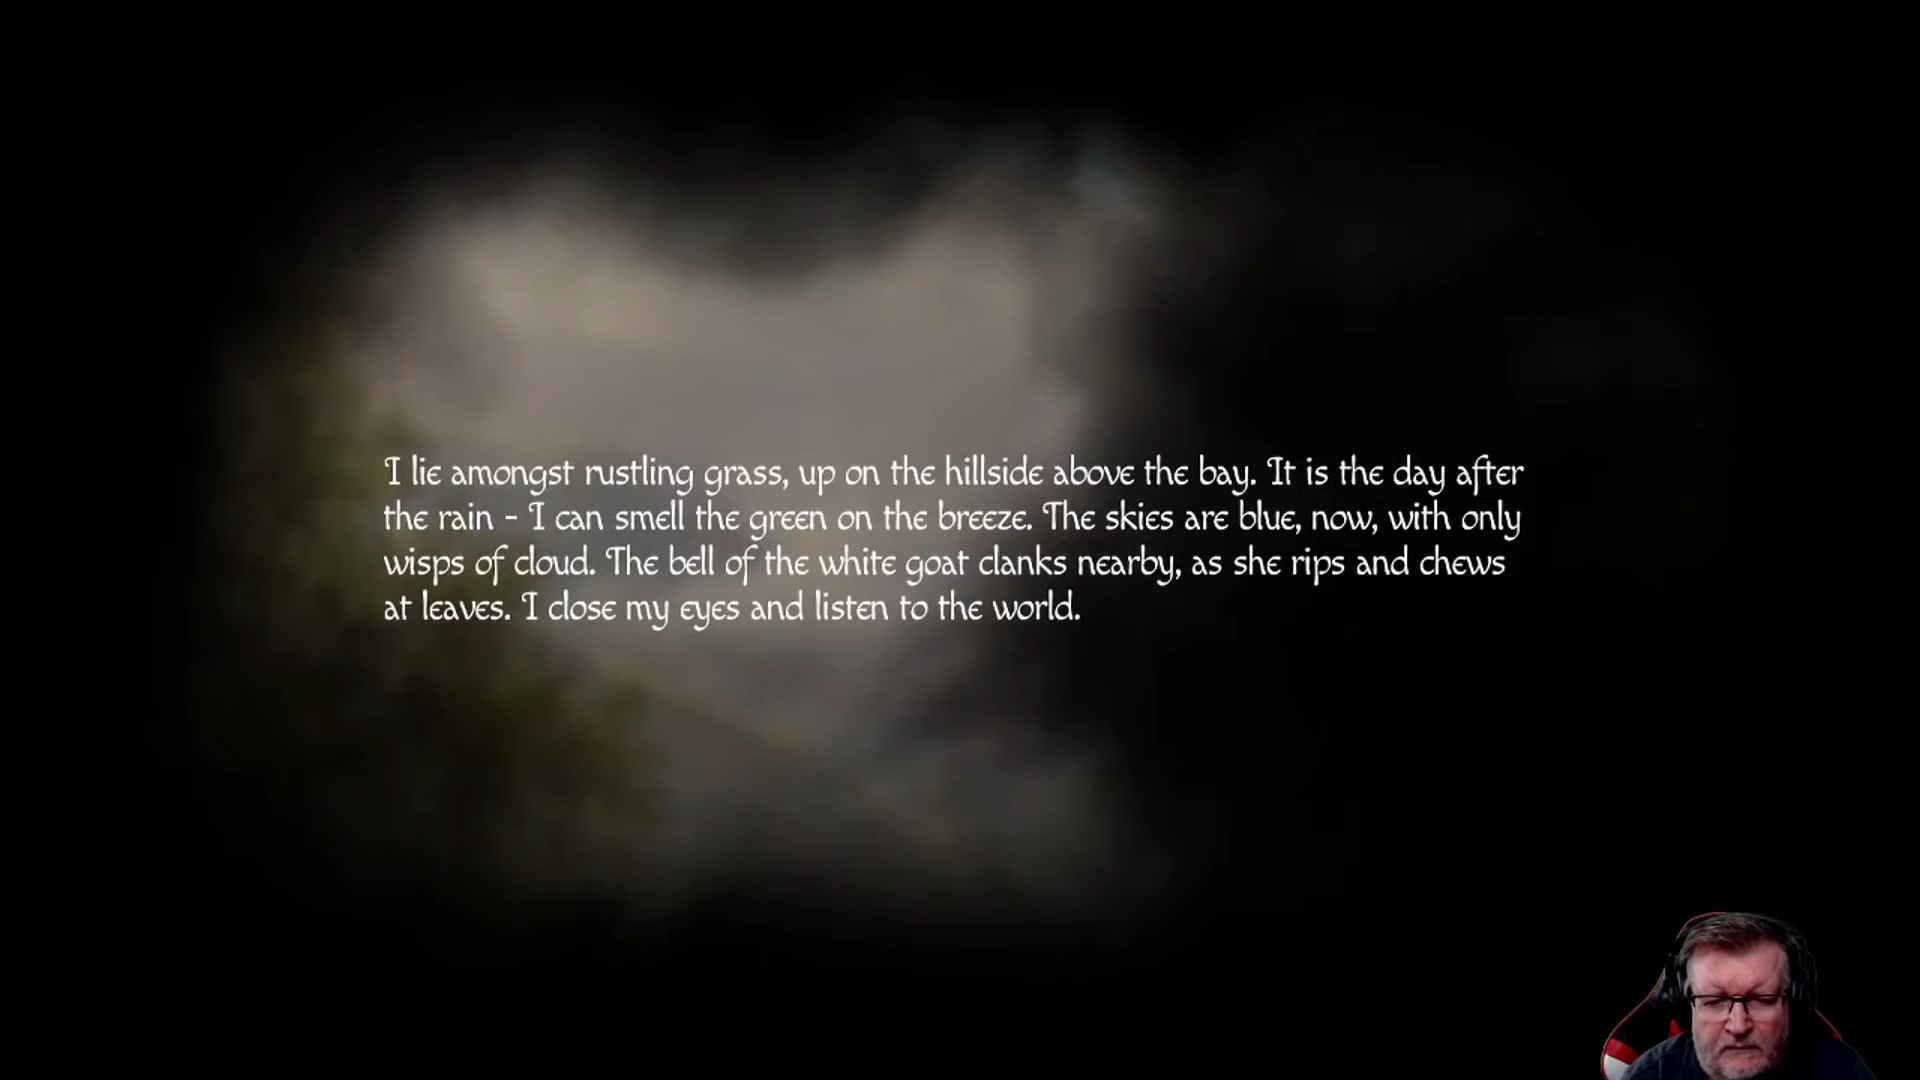 I lie amongst rustling grass, up on the hillside above the bay. It is the day after
the rain - I can smell the green on the breeze. The skies are blue, now, with only
wisps of cloud. The bell of the white goat clanks nearby, as she rips and chews
at leaves. I close my eyes and listen to the world.